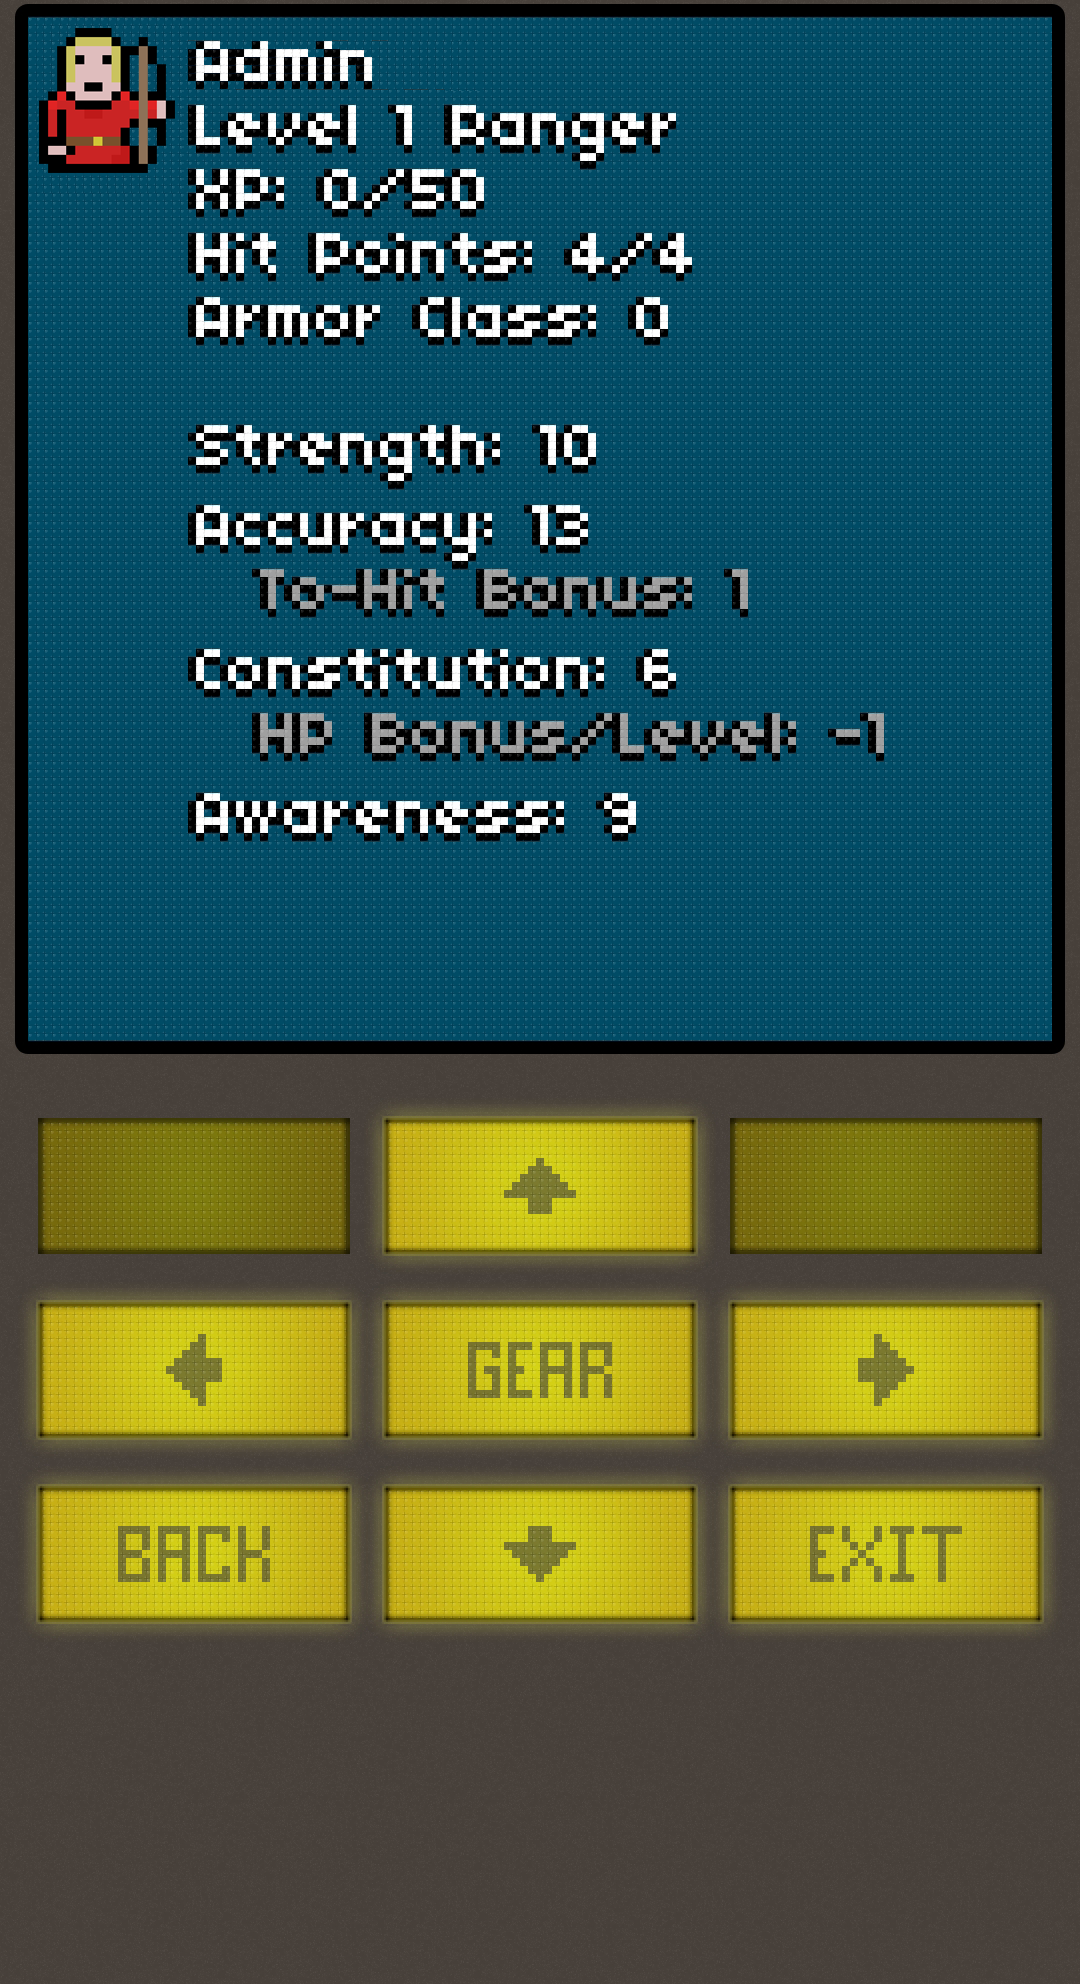 Admin
Level 1 Ranger
XP: 0/50
Hit Points: 4/4
Armor Class: 0
Strength: 10
Accuracy: 13
To-Hit Bonus: 1
Constitution: 6
HP Bonus/Level: -1
Awareness: 9
GEAR
BACK
EXIT